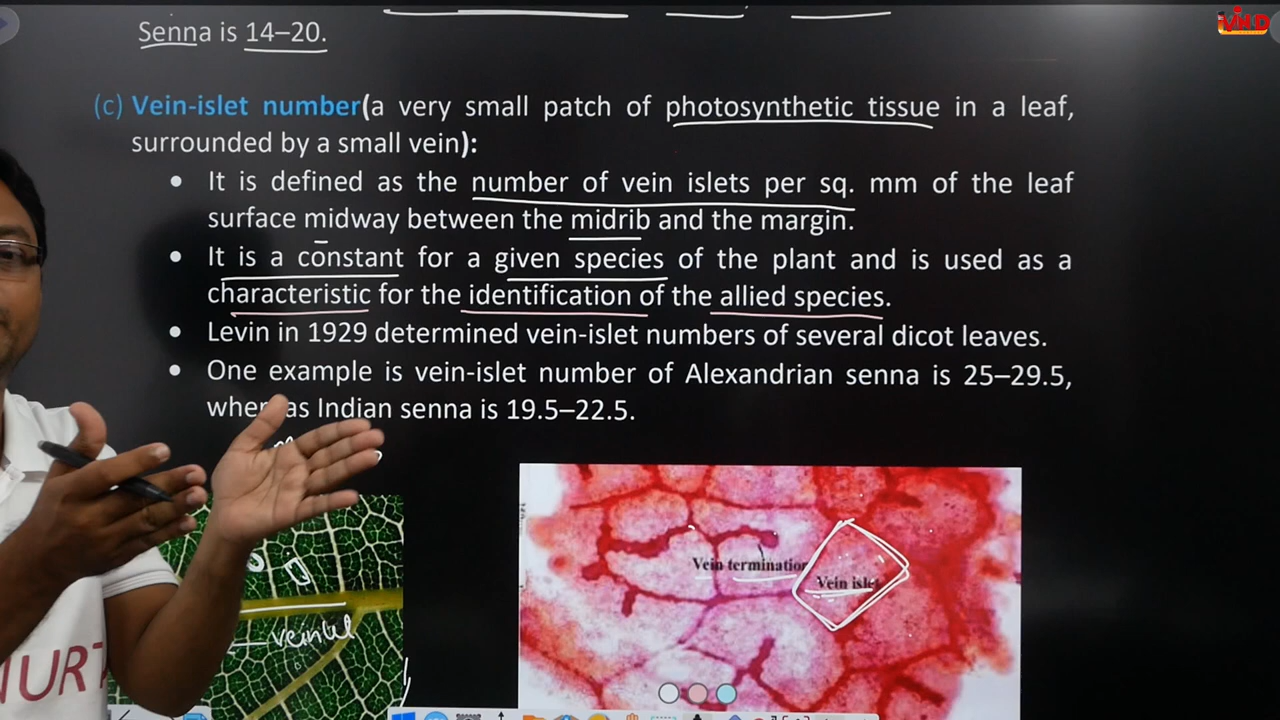 Senna is 14–20.
(c) Vein-islet number(a very small patch of photosynthetic tissue in a leaf,
surrounded by a small vein):
• It is defined as the number of vein islets per sq. mm of the leaf
surface midway between the midrib and the margin.
• It is a constant for a given species of the plant and is used as a
characteristic for the identification of the allied species.
• Levin in 1929 determined vein-islet numbers of several dicot leaves.
• One example is vein-islet number of Alexandrian senna is 25–29.5,
as Indian senna is 19.5–22.5.
Vein termination
Vein islet
veinlet